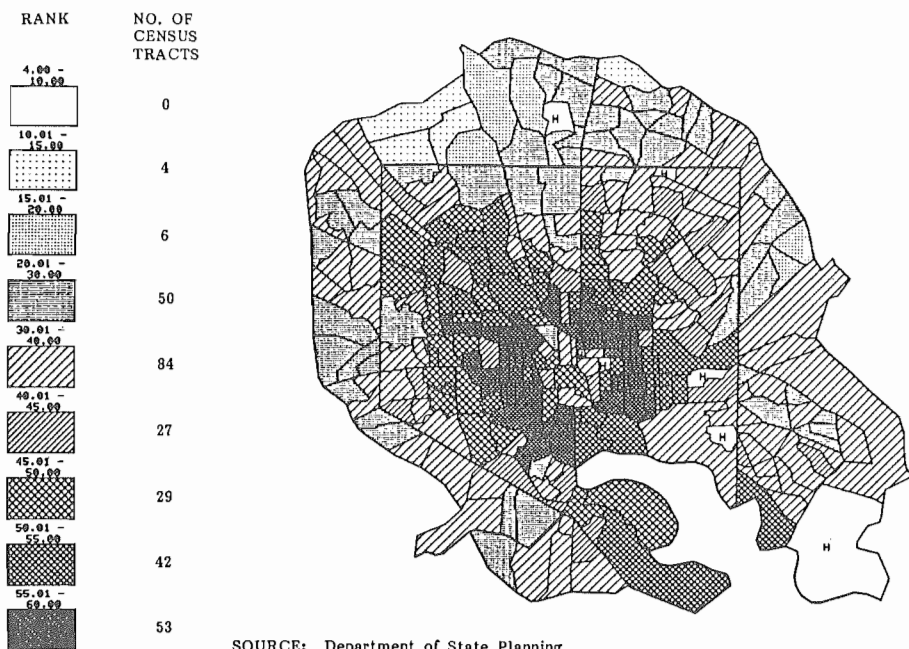 RANK
NO. OF
CENSUS
TRACTS
4.00 -
10.00
0
10.01 -
15.00
4
15.01 -
20.00
6
20.01 -
30.00
50
30.01 -
40.00
84
40.01 -
45.00
27
45.01 -
50.00
29
50.01 -
55.00
42
55.01 -
60.00
53
H
H
H
H
H
H
SOURCE: Department of State Planning